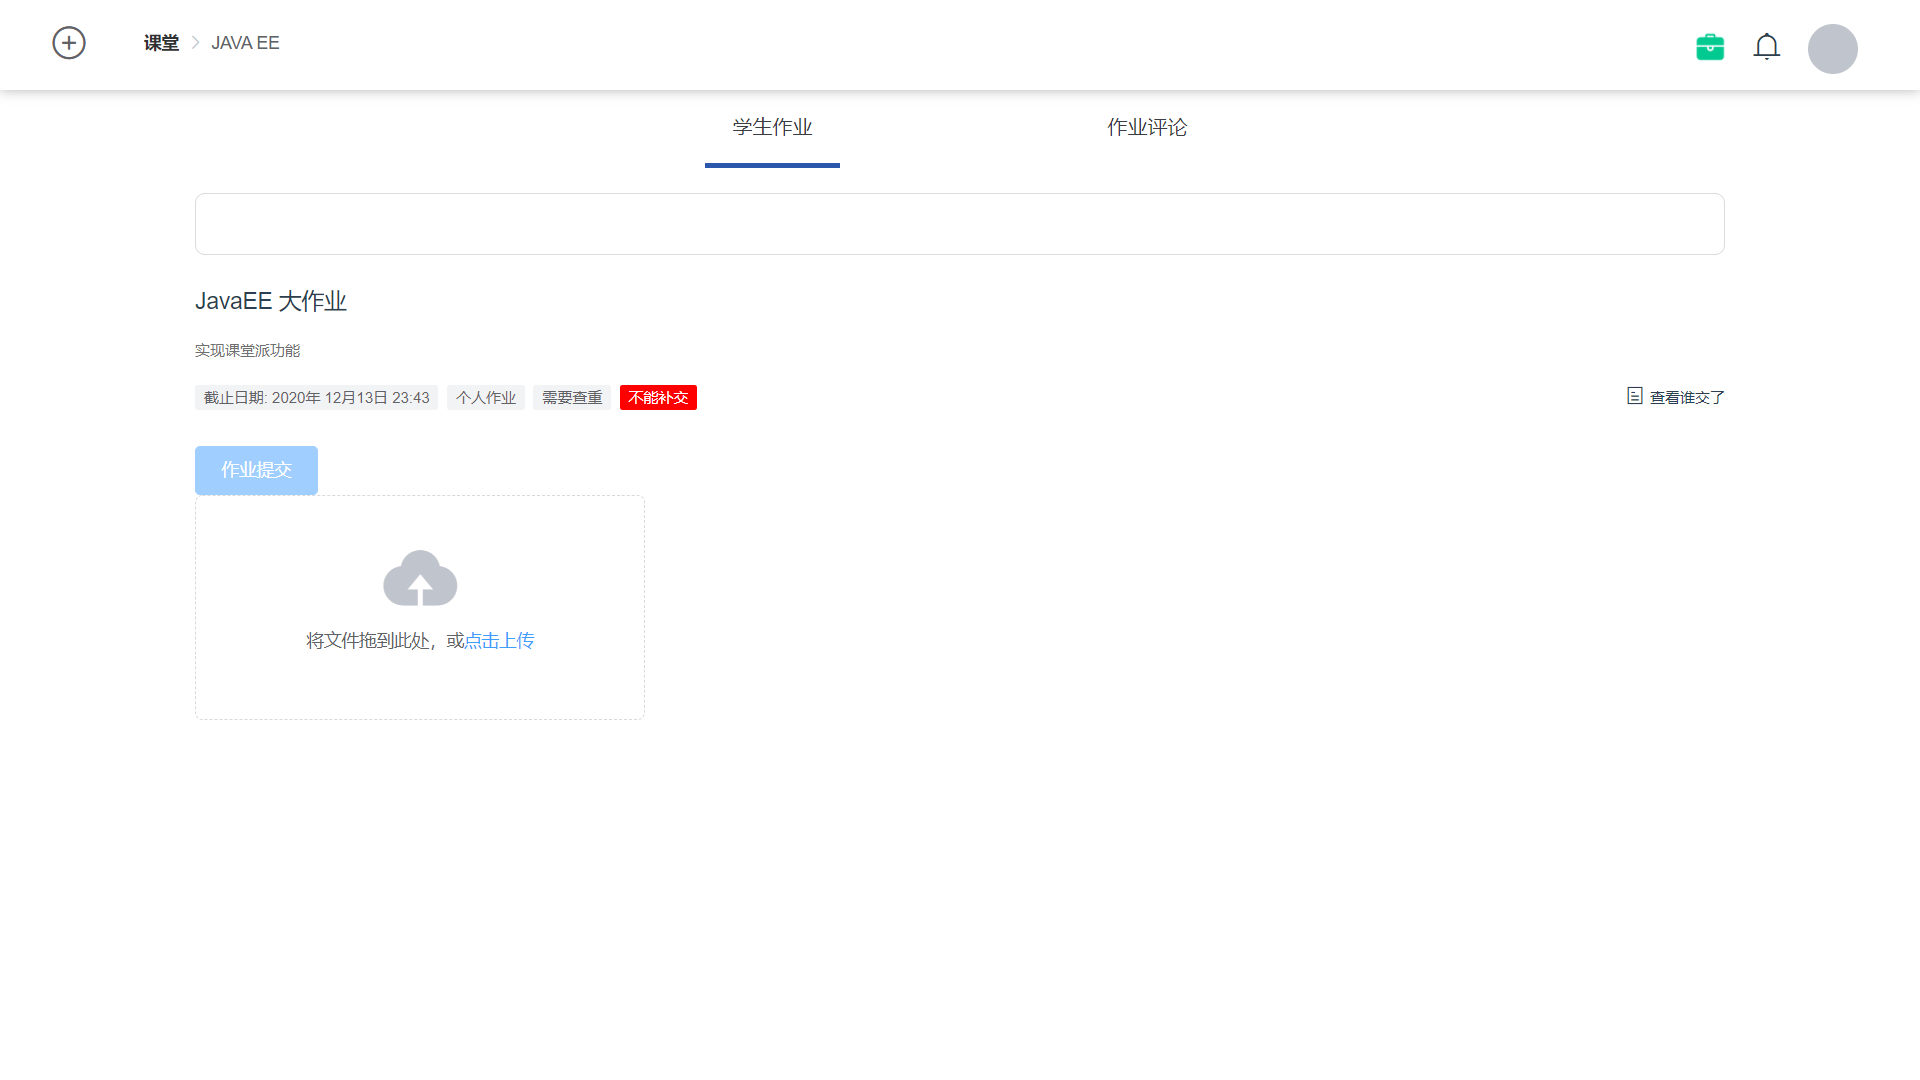 课堂 JAVA EE
学生作业 作业评论
JavaEE 大作业
实现课堂派功能
截止日期: 2020年 12月13日 23:43 个人作业 需要查重 不能补交 查看谁交了
作业提交
将文件拖到此处，或点击上传